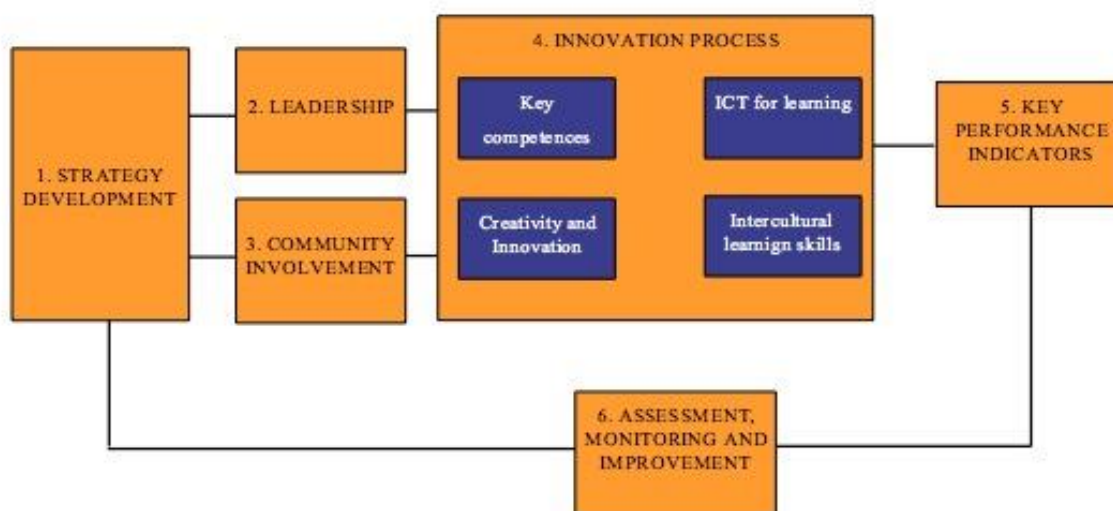 1. STRATEGY
DEVELOPMENT
2. LEADERSHIP
3. COMMUNITY
INVOLVEMENT
4. INNOVATION PROCESS
Key
competences
ICT for learning
Creativity and
Innovation
Intercultural
learnign skills
5. KEY
PERFORMANCE
INDICATORS
6. ASSESSMENT,
MONITORING AND
IMPROVEMENT